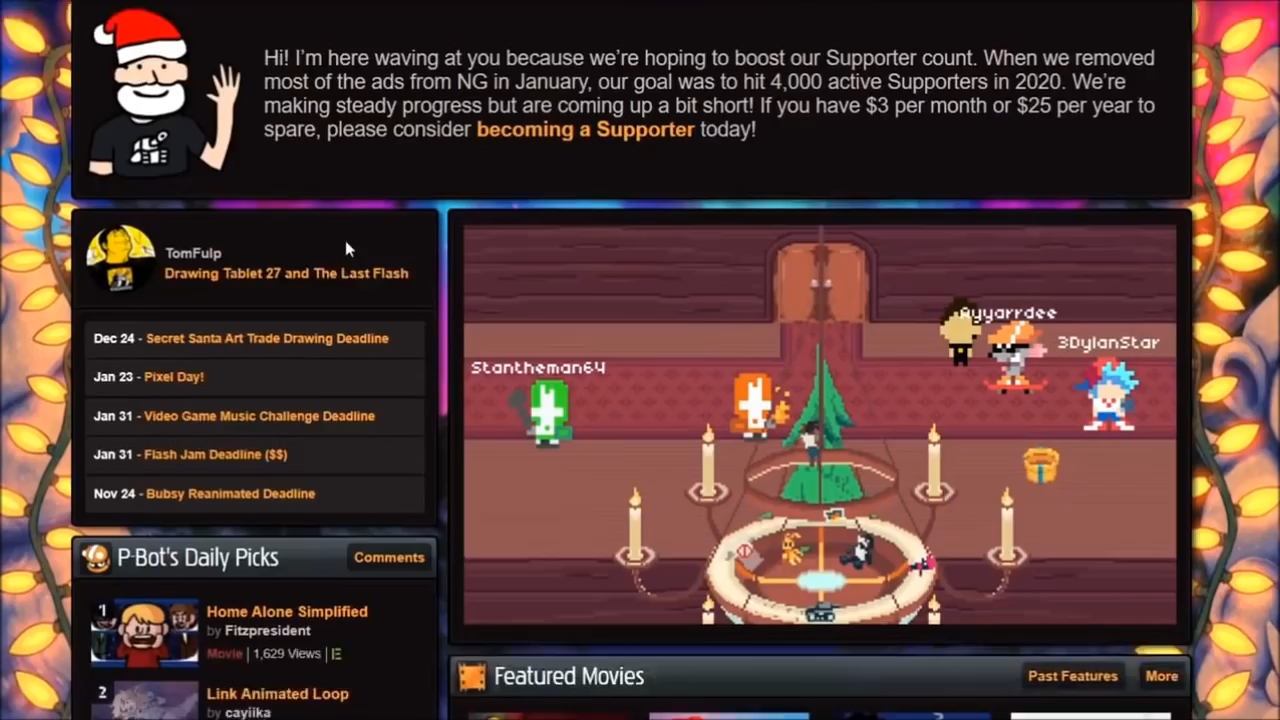 Hi! I'm here waving at you because we're hoping to boost our Supporter count. When we removed
most of the ads from NG in January, our goal was to hit 4,000 active Supporters in 2020. We're
making steady progress but are coming up a bit short! If you have $3 per month or $25 per year to
spare, please consider becoming a Supporter today!
TomFulp
Drawing Tablet 27 and The Last Flash
Dec 24 - Secret Santa Art Trade Drawing Deadline
Jan 23 - Pixel Day!
Jan 31 - Video Game Music Challenge Deadline
Jan 31 - Flash Jam Deadline ($$)
Nov 24 - Bubsy Reanimated Deadline
P-Bot's Daily Picks
Comments
1
Home Alone Simplified
by Fitzpresident
Movie | 1,629 Views | E
2
Link Animated Loop
by cayiika
Stantheman64
Ayyarrdee
3DylanStar
Featured Movies
Past Features
More